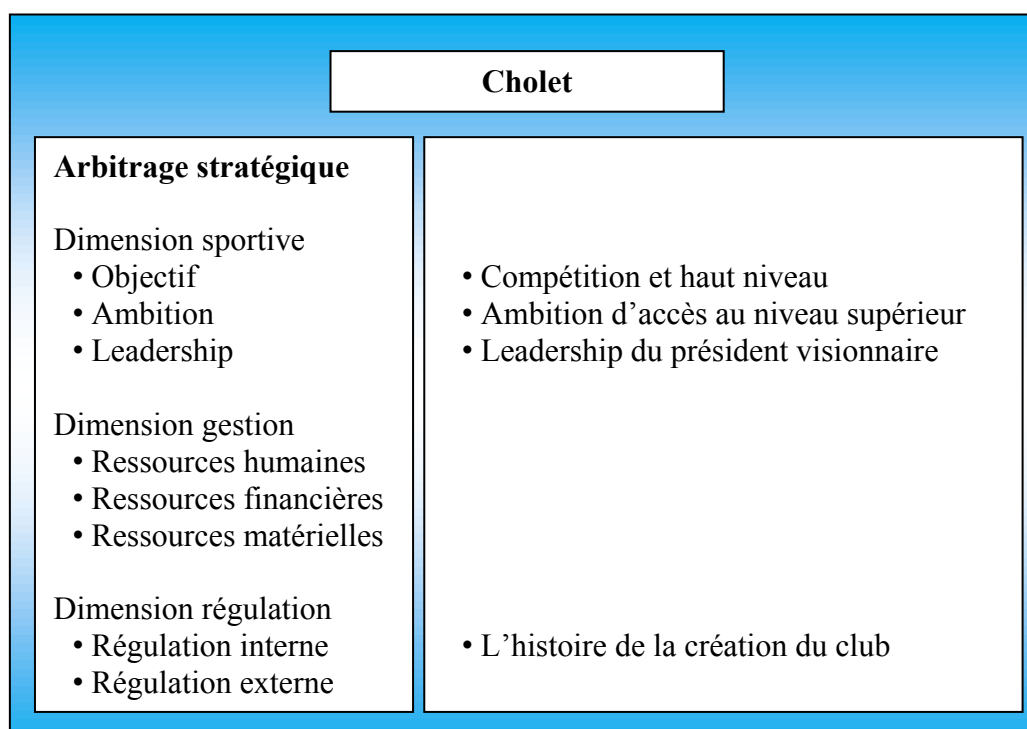 Cholet
Arbitrage stratégique
Dimension sportive
• Objectif
• Ambition
• Leadership
Dimension gestion
• Ressources humaines
• Ressources financières
• Ressources matérielles
Dimension régulation
• Régulation interne
• Régulation externe
• Compétition et haut niveau
• Ambition d’accès au niveau supérieur
• Leadership du président visionnaire
• L’histoire de la création du club